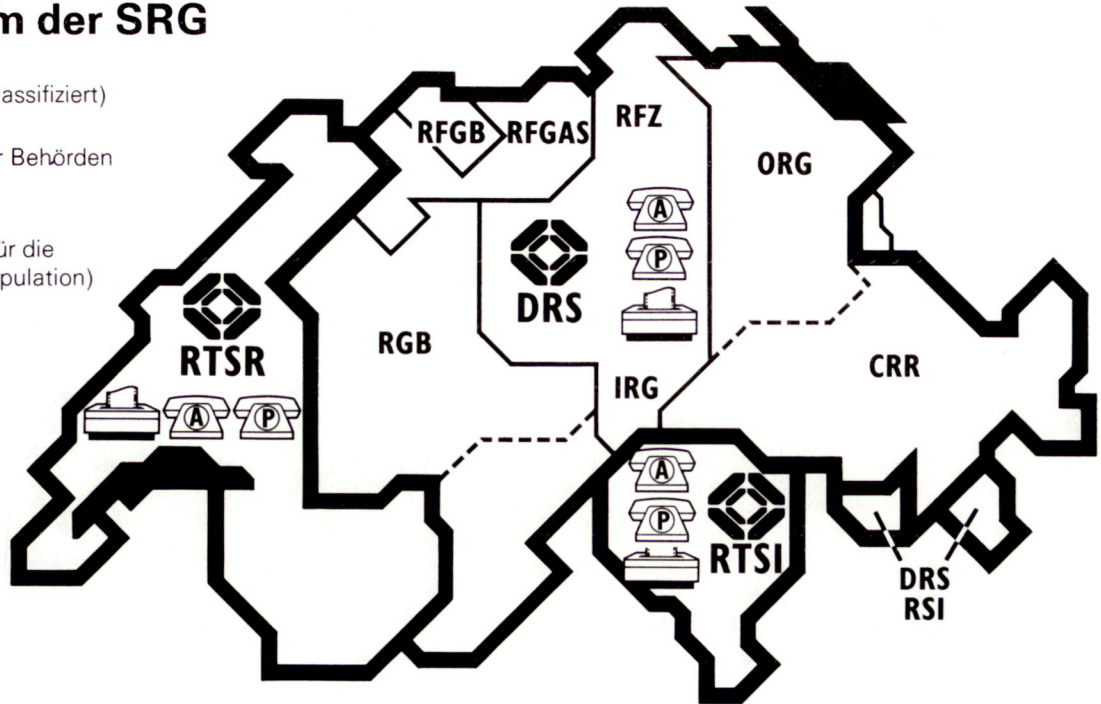 m der SRG
assifiziert)
r Behörden
ür die
pulation)
RFGB
RFGAS
RFZ
ORG
A
P
DRS
RTSR
RGB
A
P
IRG
CRR
A
P
RTSI
DRS
RSI